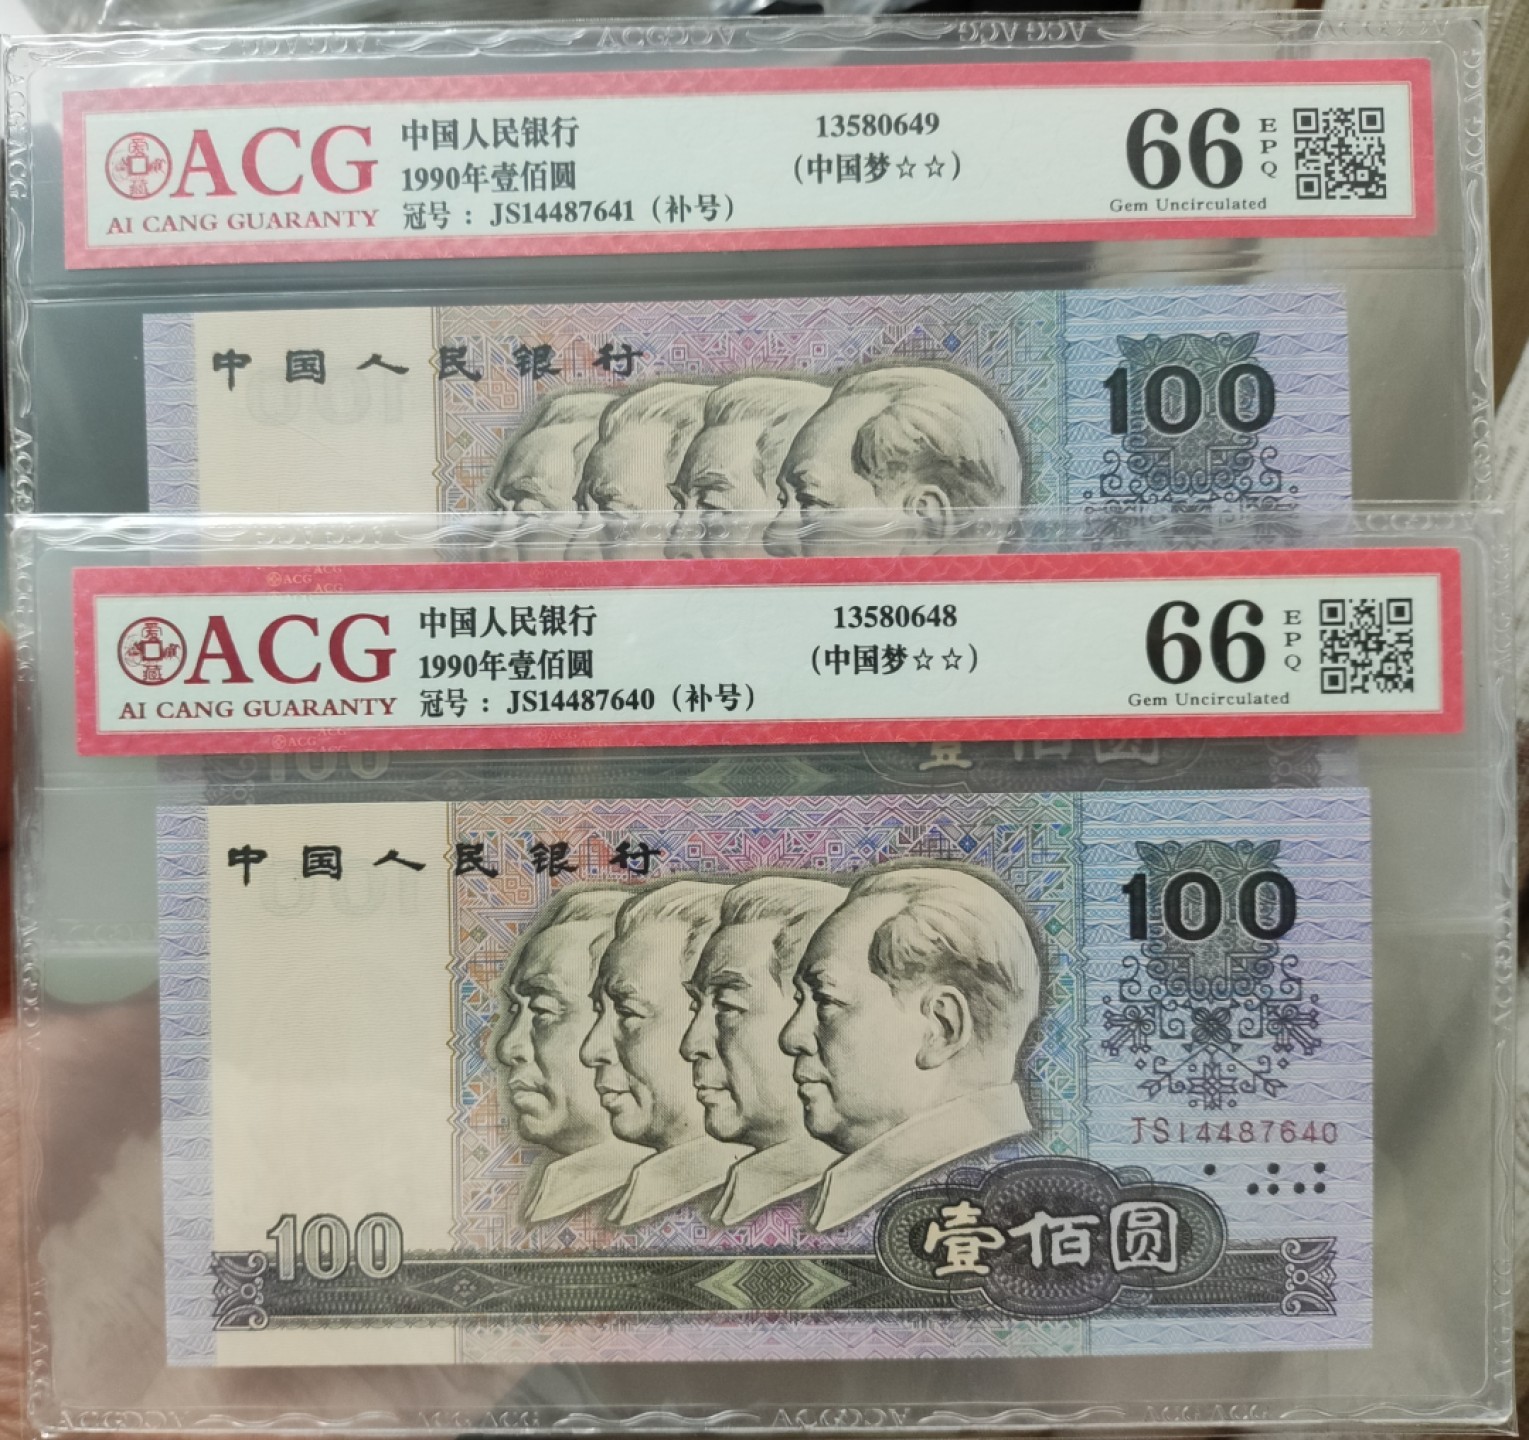 ACG
AI CANG GUARANTY
中国人民银行
1990年壹佰圆
冠号：JS14487641（补号）
13580649
（中国梦☆☆）
66
EPQ
Gem Uncirculated
中国人民银行
100
ACG
AI CANG GUARANTY
中国人民银行
1990年壹佰圆
冠号：JS14487640（补号）
13580648
（中国梦☆☆）
66
EPQ
Gem Uncirculated
100
壹佰圆
中国人民银行
100
JS14487640
100
壹佰圆